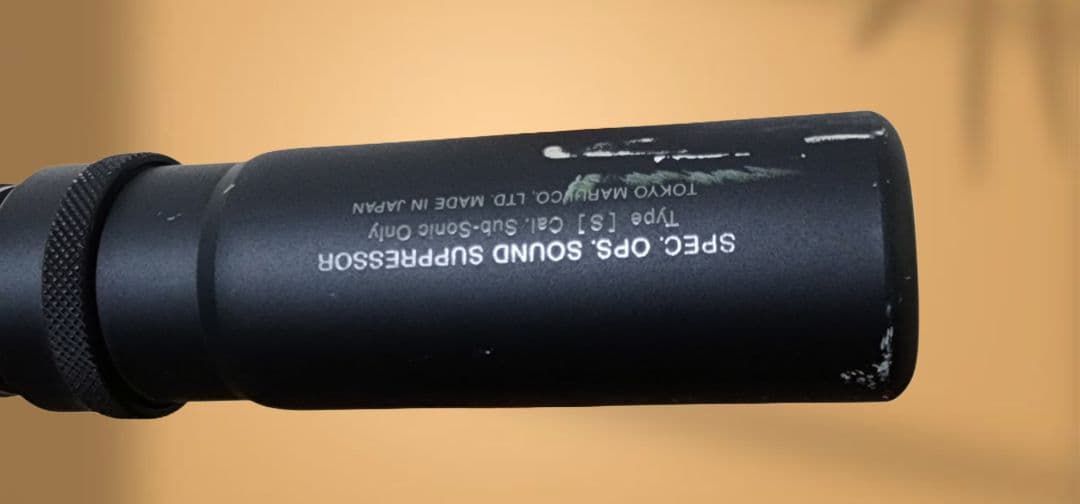 SPEC. OPS. SOUND SUPPRESSOR
Type [S] Cal. Sub-Sonic Only
TOKYO MARUI CO., LTD. MADE IN JAPAN